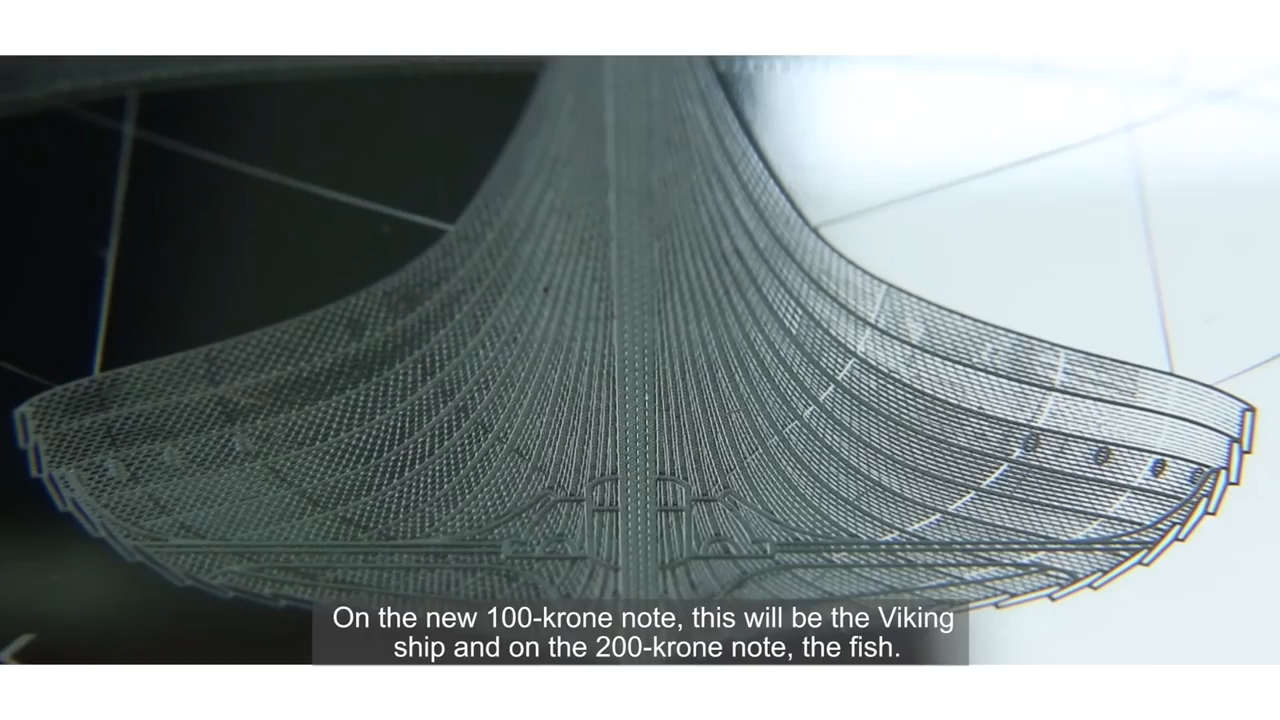 On the new 100-krone note, this will be the Viking
ship and on the 200-krone note, the fish.